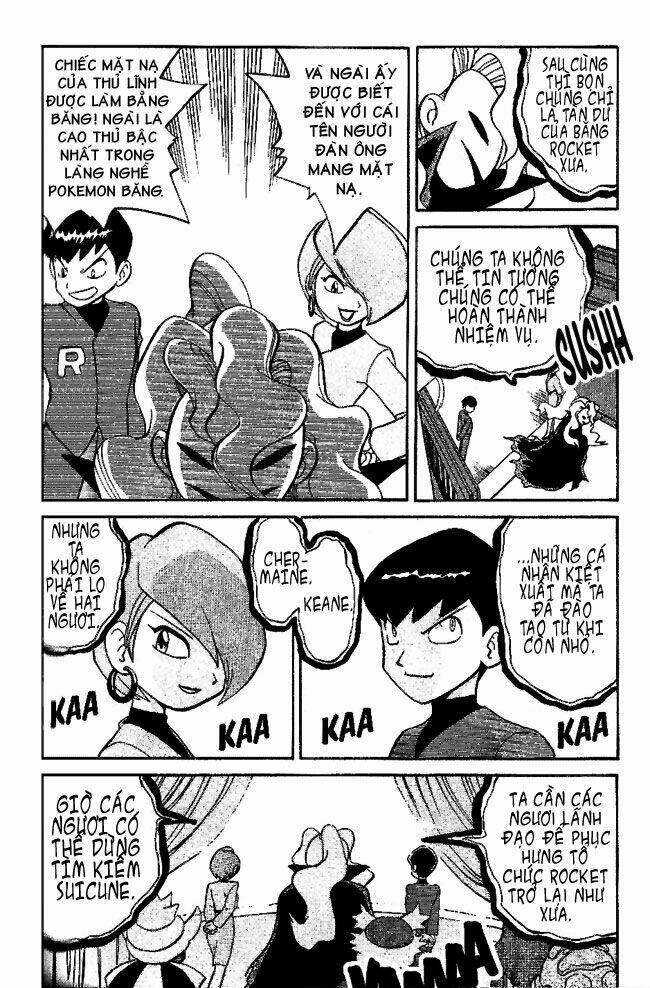 SAU CÙNG
THÌ BỌN
CHÚNG CHỈ
LÀ TÀN DƯ
CỦA BĂNG
ROCKET
XƯA.
VÀ NGÀI ẤY
ĐƯỢC BIẾT
ĐẾN VỚI CÁI
TÊN NGƯỜI
ĐÀN ÔNG
MANG MẶT
NẠ.
CHIẾC MẶT NẠ
CỦA THỦ LĨNH
ĐƯỢC LÀM BẰNG
BĂNG! NGÀI LÀ
CAO THỦ BẬC
NHẤT TRONG
LÀNG NGHỀ
POKEMON BĂNG.
R
CHÚNG TA KHÔNG
THỂ TIN TƯỞNG
CHÚNG CÓ THỂ
HOÀN THÀNH
NHIỆM VỤ.
SUSHH
...NHỮNG CÁ
NHÂN KIỆT
XUẤT MÀ TA
ĐÃ ĐÀO
TẠO TỪ KHI
CÒN NHỎ.
KAA
KAA
CHER-
MAINE.
KEANE.
NHƯNG
TA
KHÔNG
PHẢI LO
VỀ HAI
NGƯƠI.
KAA
KAA
TA CẦN CÁC
NGƯƠI LÃNH
ĐẠO ĐỂ PHỤC
HƯNG TỔ
CHỨC ROCKET
TRỞ LẠI NHƯ
XƯA.
GIỜ CÁC
NGƯƠI CÓ
THỂ DỪNG
TÌM KIẾM
SUICUNE.